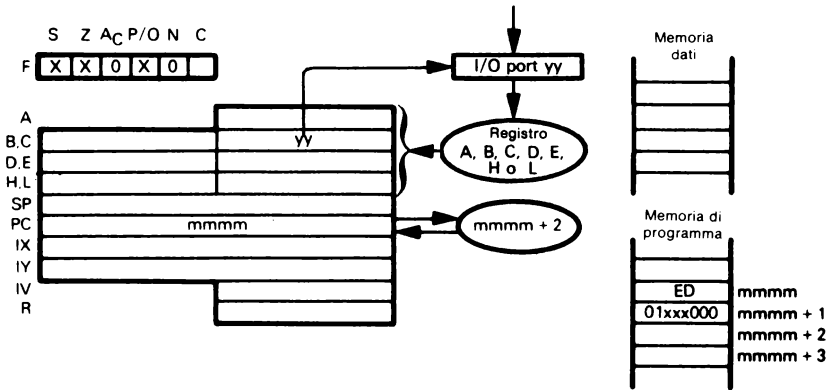 S Z AC P/O N C
F X X 0 X 0
I/O port yy
A
B,C yy
D,E
H,L
SP
PC mmmm
IX
IY
IV
R
Registro
A, B, C, D, E,
H o L
mmmm + 2
Memoria
dati
Memoria di
programma
ED mmmm
01xxx000 mmmm + 1
mmmm + 2
mmmm + 3